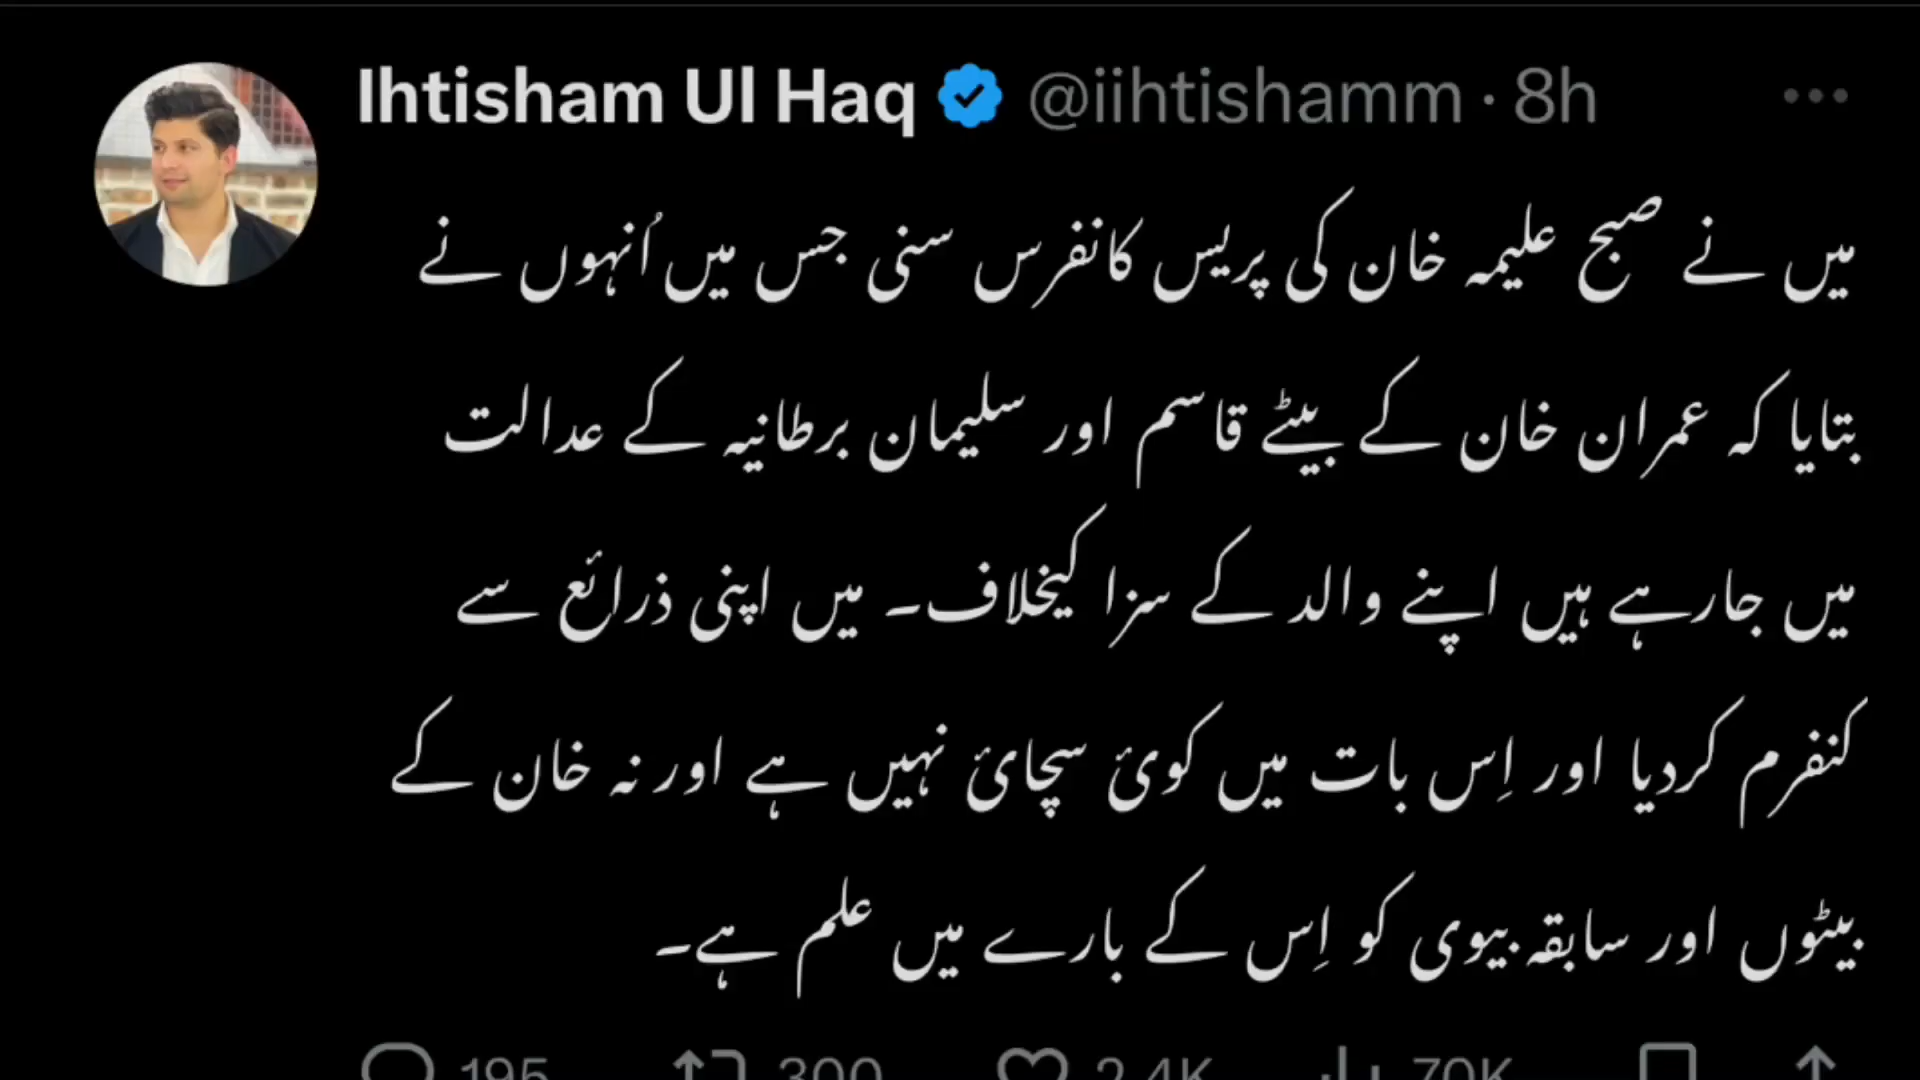 Ihtisham Ul Haq @iihtishamm · 8h
میں نے صبح علیمہ خان کی پریس کانفرس سنی جس میں اُنہوں نے
بتایا کہ عمران خان کے بیٹے قاسم اور سلیمان برطانیہ کے عدالت
میں جارہے ہیں اپنے والد کے سزا کیخلاف۔ میں اپنی ذرائع سے
کنفرم کردیا اور اِس بات میں کوئ سچائ نہیں ہے اور نہ خان کے
بیٹوں اور سابقہ بیوی کو اِس کے بارے میں علم ہے۔
195 300 2.4K 70K